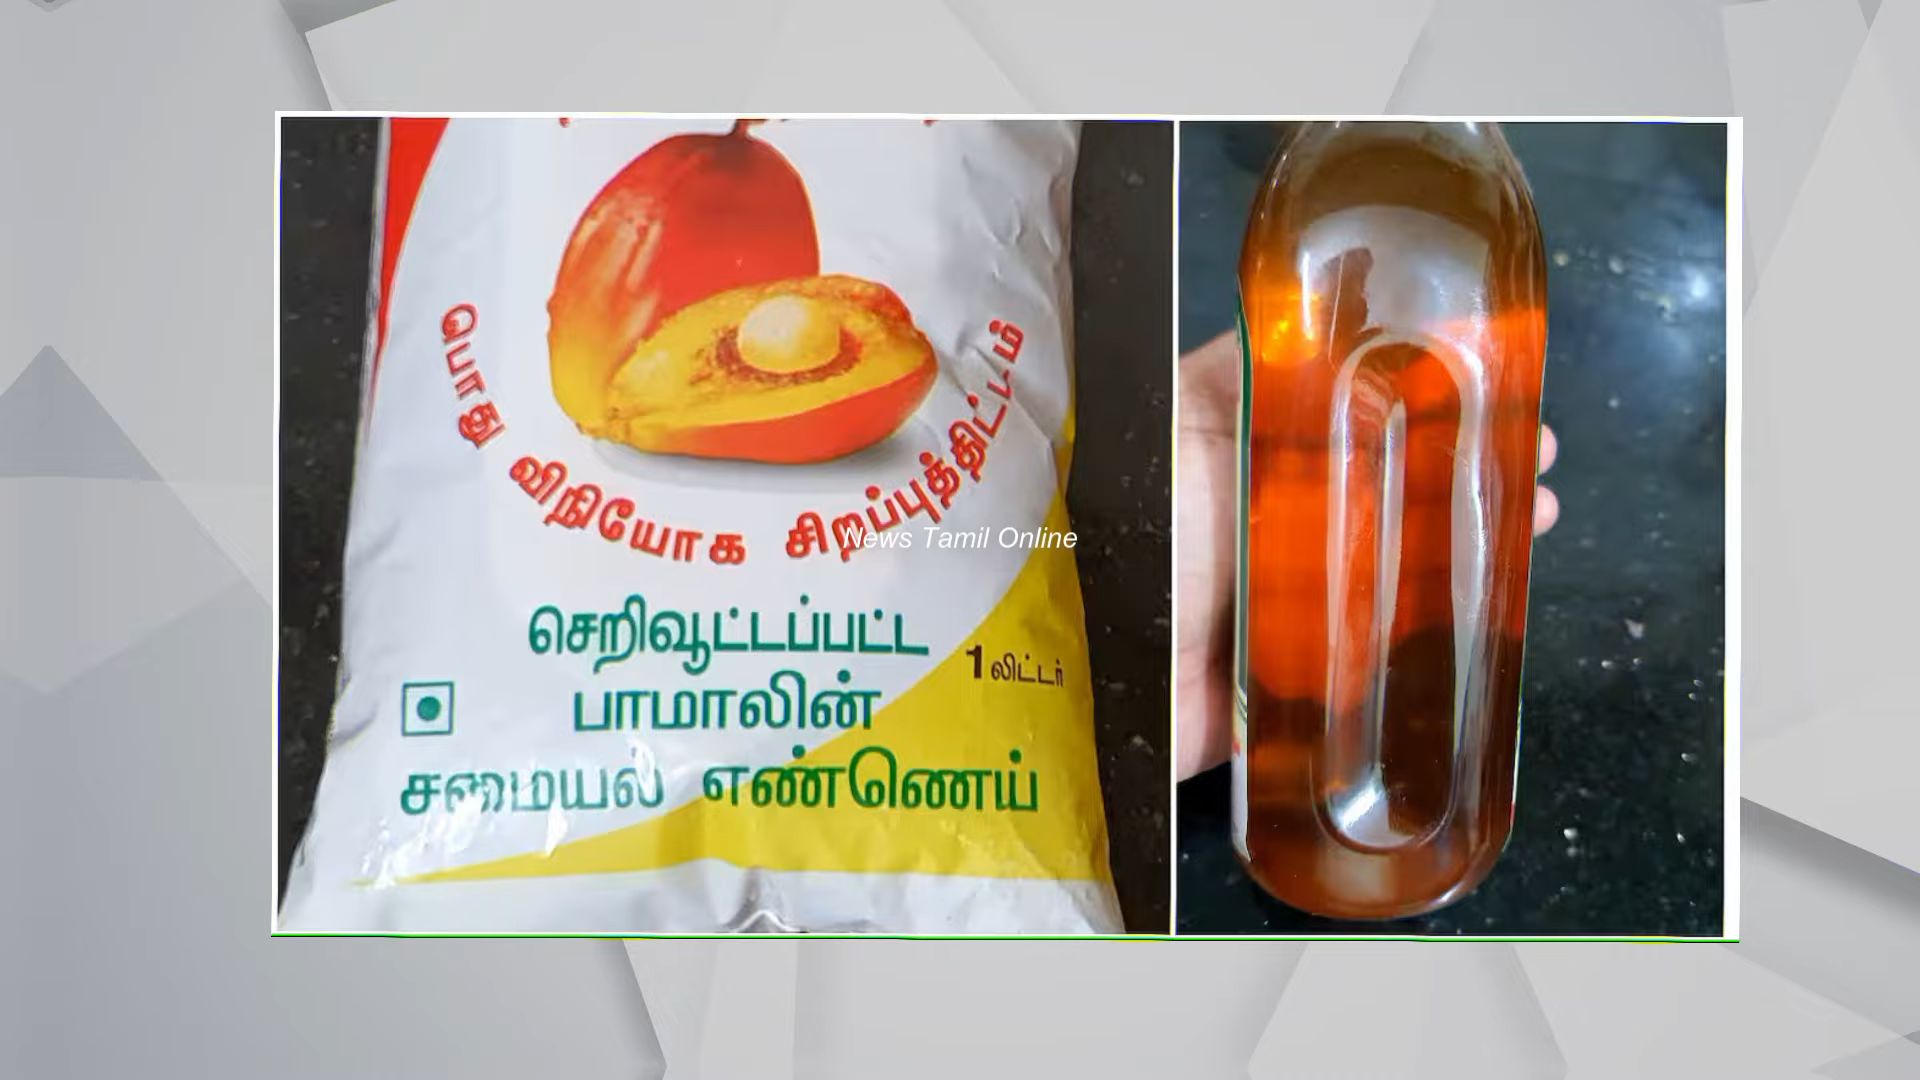 பொது விநியோக சிறப்புத்திட்டம்
News Tamil Online
செறிவூட்டப்பட்ட
1 லிட்டர்
பாமாலின்
சமையல் எண்ணெய்